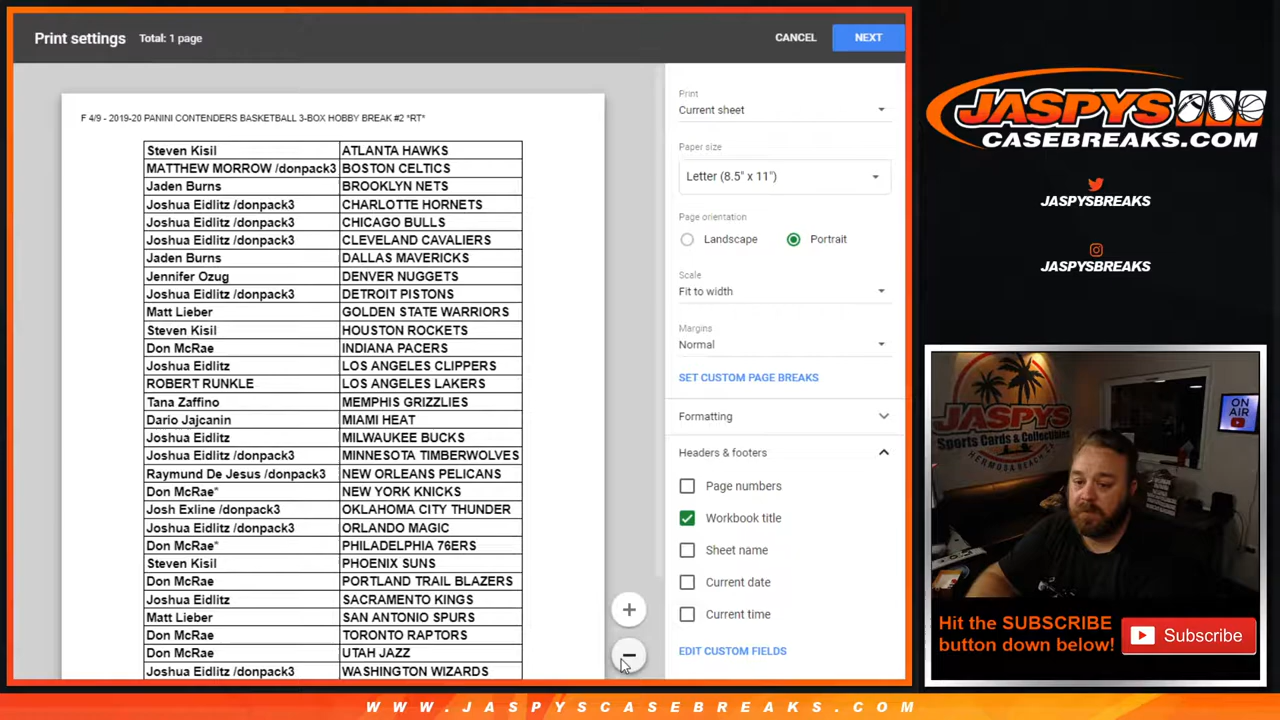 Print settings Total: 1 page
CANCEL NEXT
F 4/9 - 2019-20 PANINI CONTENDERS BASKETBALL 3-BOX HOBBY BREAK #2 *RT*
Steven Kisil ATLANTA HAWKS
MATTHEW MORROW /donpack3 BOSTON CELTICS
Jaden Burns BROOKLYN NETS
Joshua Eidlitz /donpack3 CHARLOTTE HORNETS
Joshua Eidlitz /donpack3 CHICAGO BULLS
Joshua Eidlitz /donpack3 CLEVELAND CAVALIERS
Jaden Burns DALLAS MAVERICKS
Jennifer Ozug DENVER NUGGETS
Joshua Eidlitz /donpack3 DETROIT PISTONS
Matt Lieber GOLDEN STATE WARRIORS
Steven Kisil HOUSTON ROCKETS
Don McRae INDIANA PACERS
Joshua Eidlitz LOS ANGELES CLIPPERS
ROBERT RUNKLE LOS ANGELES LAKERS
Tana Zaffino MEMPHIS GRIZZLIES
Dario Jajcanin MIAMI HEAT
Joshua Eidlitz MILWAUKEE BUCKS
Joshua Eidlitz /donpack3 MINNESOTA TIMBERWOLVES
Raymund De Jesus /donpack3 NEW ORLEANS PELICANS
Don McRae* NEW YORK KNICKS
Josh Exline /donpack3 OKLAHOMA CITY THUNDER
Joshua Eidlitz /donpack3 ORLANDO MAGIC
Don McRae* PHILADELPHIA 76ERS
Steven Kisil PHOENIX SUNS
Don McRae PORTLAND TRAIL BLAZERS
Joshua Eidlitz SACRAMENTO KINGS
Matt Lieber SAN ANTONIO SPURS
Don McRae TORONTO RAPTORS
Don McRae UTAH JAZZ
Joshua Eidlitz /donpack3 WASHINGTON WIZARDS
Print
Current sheet
Paper size
Letter (8.5" x 11")
Page orientation
Landscape Portrait
Scale
Fit to width
Margins
Normal
SET CUSTOM PAGE BREAKS
Formatting
Headers & footers
Page numbers
Workbook title
Sheet name
Current date
Current time
EDIT CUSTOM FIELDS
JASPYS
CASEBREAKS.COM
JASPYSBREAKS
JASPYSBREAKS
JASPYS
Sports Cards & Collectibles
HERMOSA BEACH
ON
AIR
Hit the SUBSCRIBE
button down below!
Subscribe
WWW.JASPYSCASEBREAKS.COM